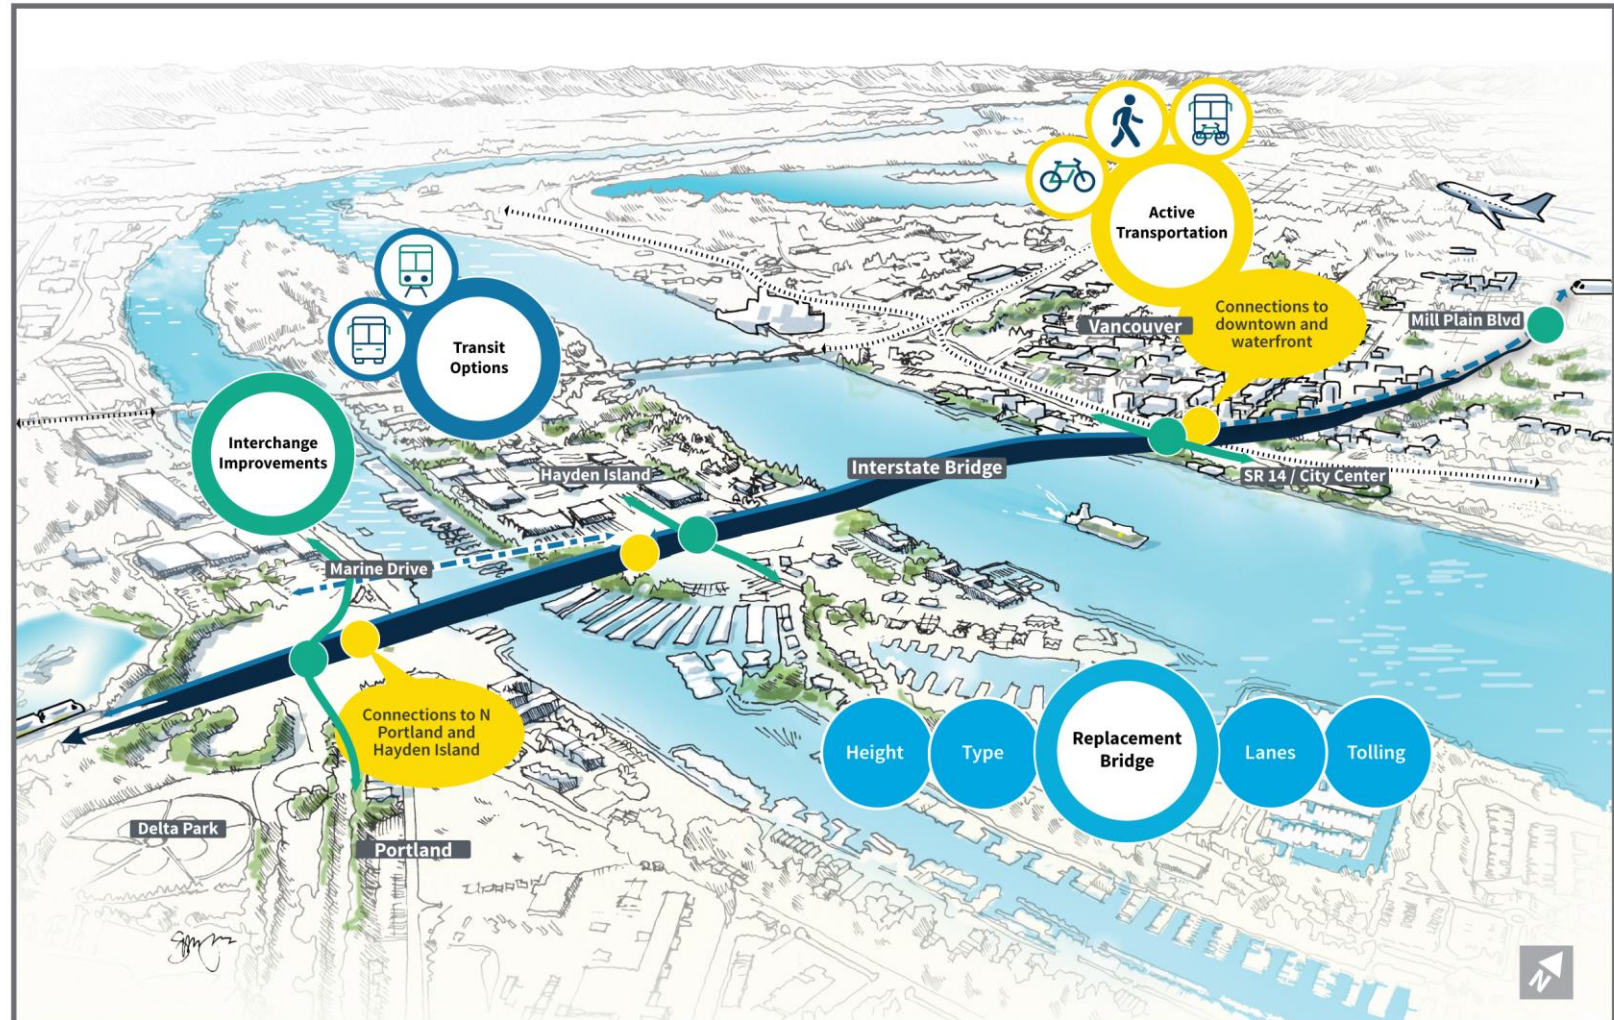 Active
Transportation
Connections to
downtown and
waterfront
Vancouver
Mill Plain Blvd
Transit
Options
Interchange
Improvements
Hayden Island
Interstate Bridge
SR 14 / City Center
Marine Drive
Connections to N
Portland and
Hayden Island
Height
Type
Replacement
Bridge
Lanes
Tolling
Delta Park
Portland
N